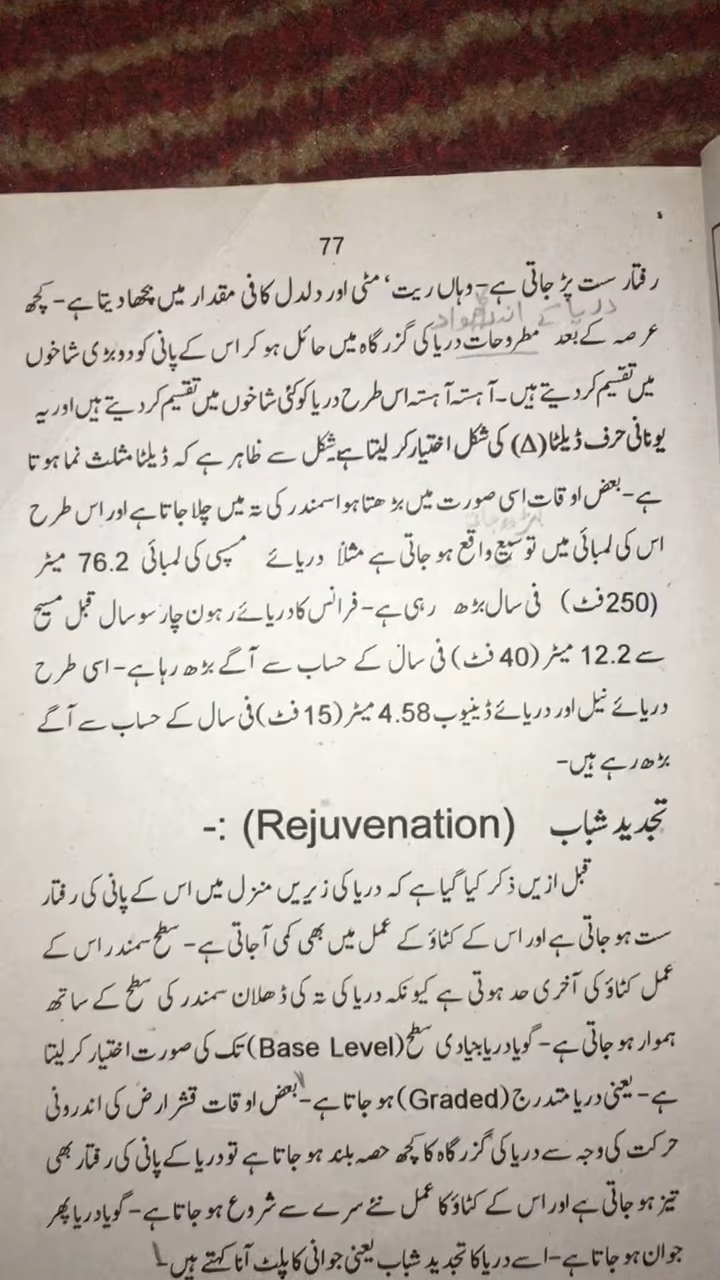 77
رفتار ست پڑ جاتی ہے۔ وہاں ریت، مٹی اور دلدل کافی مقدار میں بچھا دیتا ہے۔ کچھ
دریا کے اندر مواد
عرصہ کے بعد مطروحات دریا کی گزر گاہ میں حائل ہو کر اس کے پانی کو دو بڑی شاخوں
میں تقسیم کر دیتے ہیں۔ آہستہ آہستہ اس طرح دریا کو کئی شاخوں میں تقسیم کر دیتے ہیں اور یہ
یونانی حرف ڈیلٹا (Δ) کی شکل اختیار کر لیتا ہے۔ شکل سے ظاہر ہے کہ ڈیلٹا مثلث نما ہوتا
ہے۔ بعض اوقات اسی صورت میں بڑھتا ہوا سمندر کی تہ میں چلا جاتا ہے اور اس طرح
اس کی لمبائی میں توسیع واقع ہو جاتی ہے مثلاً دریائے مسسپی کی لمبائی 76.2 میٹر
(250 فٹ) فی سال بڑھ رہی ہے۔ فرانس کا دریائے رہون چار سو سال قبل مسیح
سے 12.2 میٹر (40 فٹ) فی سال کے حساب سے آگے بڑھ رہا ہے۔ اسی طرح
دریائے نیل اور دریائے ڈینیوب 4.58 میٹر (15 فٹ) فی سال کے حساب سے آگے
بڑھ رہے ہیں۔
تجدید شباب (Rejuvenation) :-
قبل ازیں ذکر کیا گیا ہے کہ دریا کی زیریں منزل میں اس کے پانی کی رفتار
ست ہو جاتی ہے اور اس کے کٹاؤ کے عمل میں بھی کمی آ جاتی ہے۔ سطح سمندر اس کے
عمل کٹاؤ کی آخری حد ہوتی ہے کیونکہ دریا کی تہ کی ڈھلان سمندر کی سطح کے ساتھ
ہموار ہو جاتی ہے۔ گویا دریا بنیادی سطح (Base Level) تک کی صورت اختیار کر لیتا
ہے۔ یعنی دریا متدرج (Graded) ہو جاتا ہے۔ بعض اوقات قشر ارض کی اندرونی
حرکت کی وجہ سے دریا کی گزر گاہ کا کچھ حصہ بلند ہو جاتا ہے تو دریا کے پانی کی رفتار بھی
تیز ہو جاتی ہے اور اس کے کٹاؤ کا عمل نئے سرے سے شروع ہو جاتا ہے۔ گویا دریا پھر
جوان ہو جاتا ہے۔ اسے دریا کا تجدید شباب یعنی جوانی کا پلٹ آنا کہتے ہیں۔